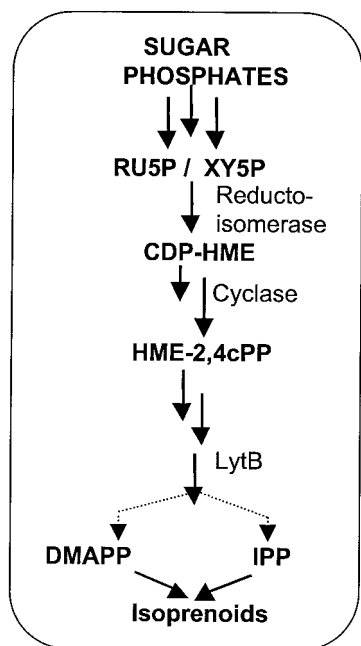 SUGAR
PHOSPHATES
RU5P / XY5P
Reducto-
isomerase
CDP-HME
Cyclase
HME-2,4cPP
LytB
DMAPP IPP
Isoprenoids